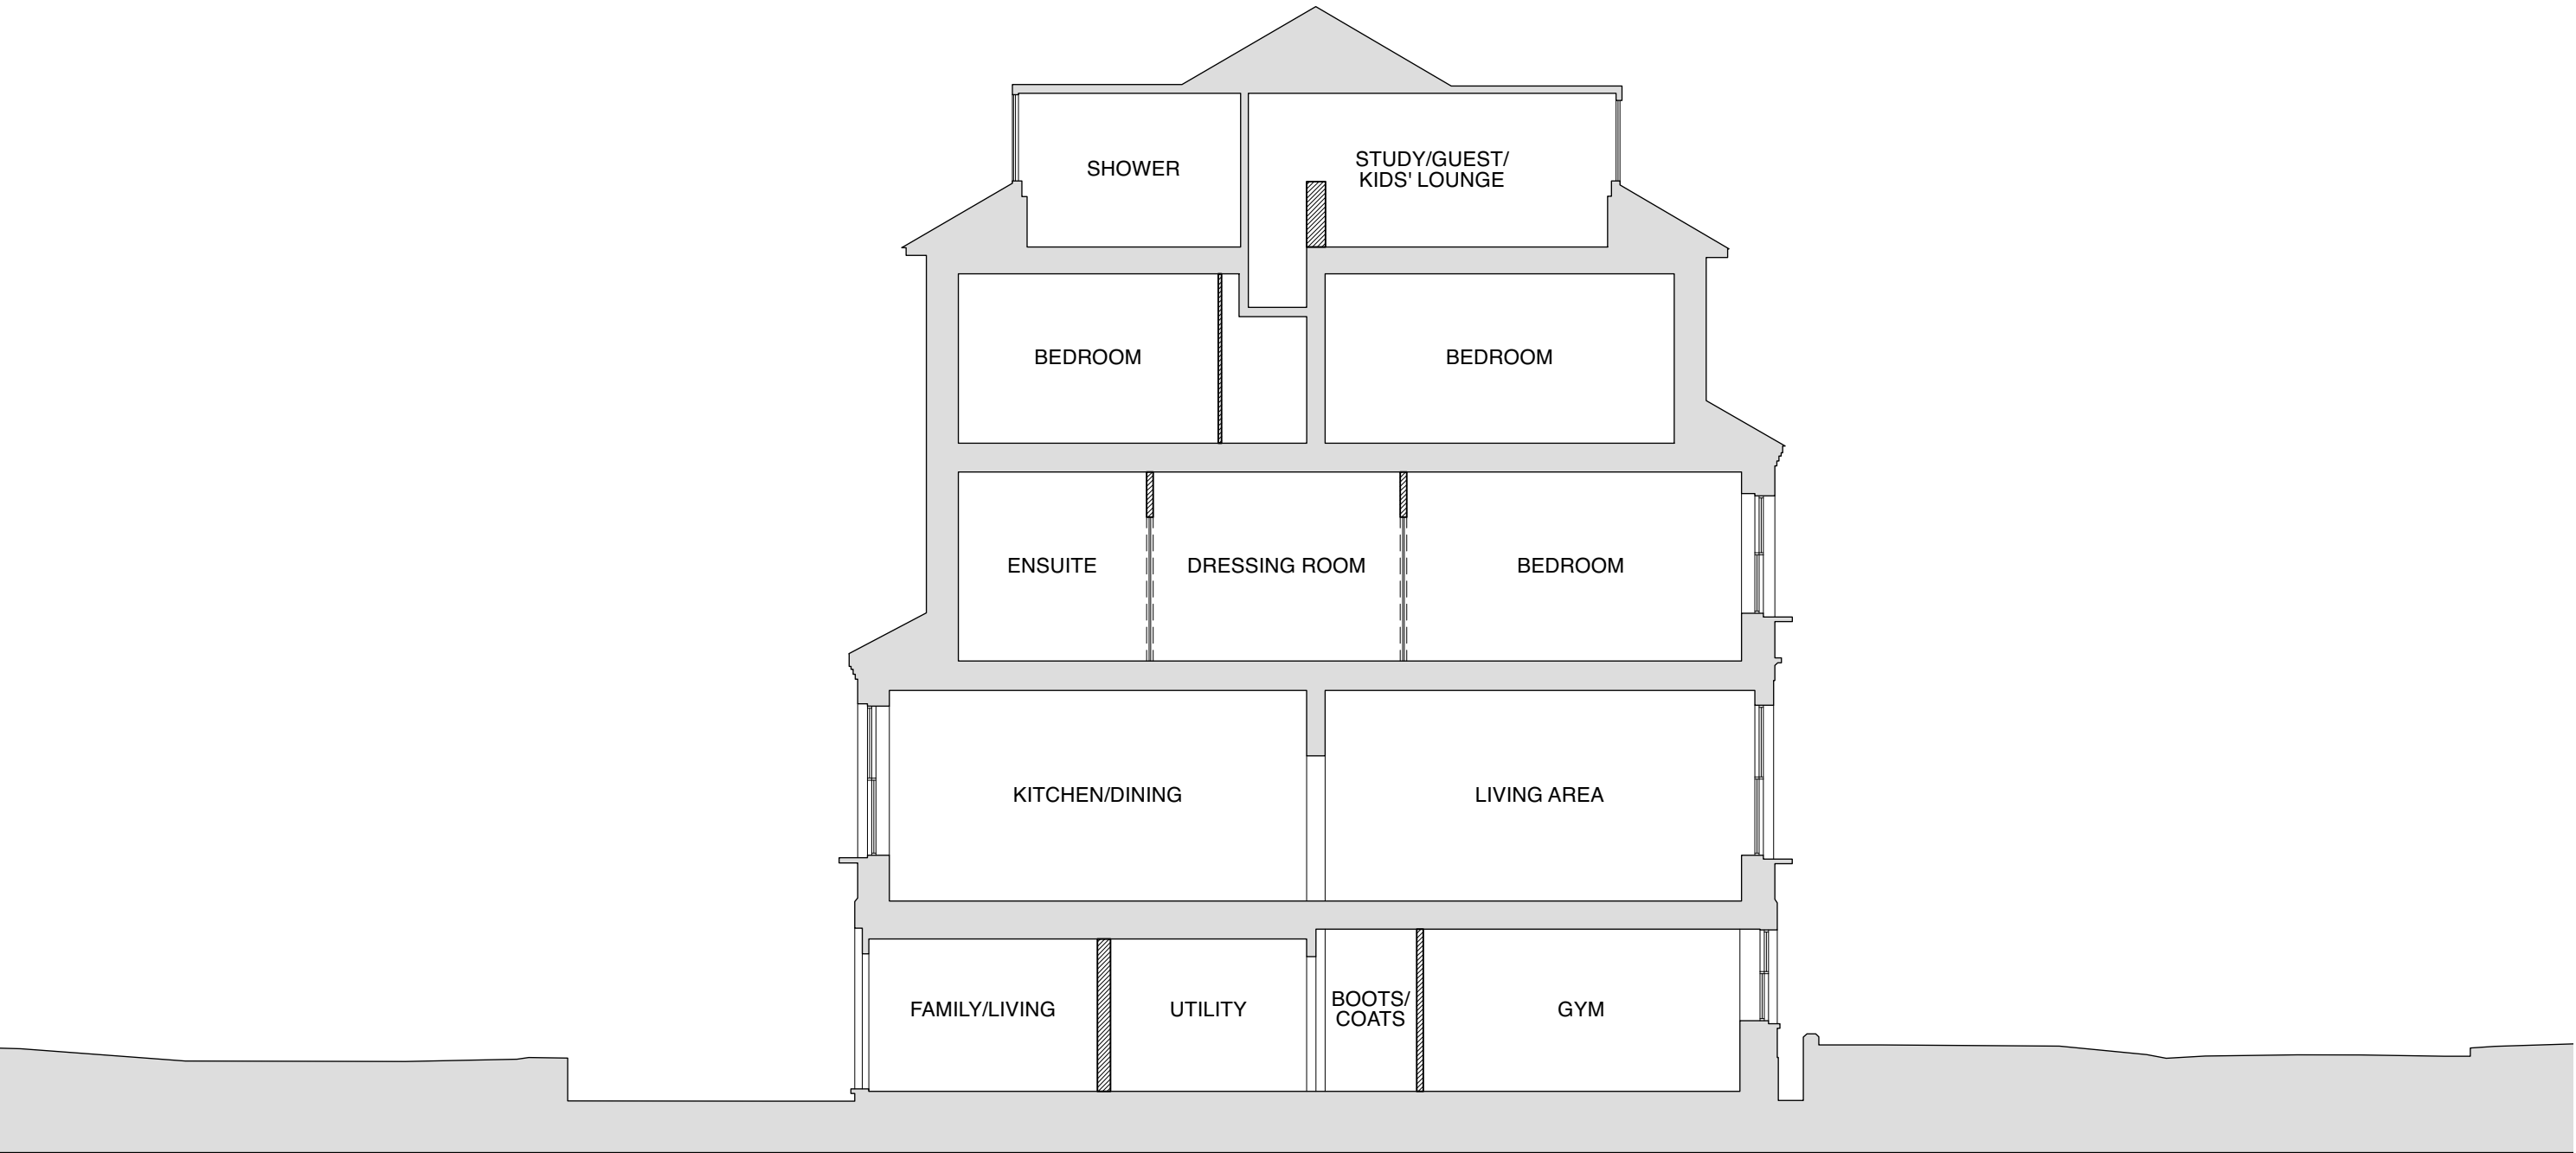 SHOWER
STUDY/GUEST/
KIDS' LOUNGE
BEDROOM
BEDROOM
ENSUITE
DRESSING ROOM
BEDROOM
KITCHEN/DINING
LIVING AREA
FAMILY/LIVING
UTILITY
BOOTS/
COATS
GYM